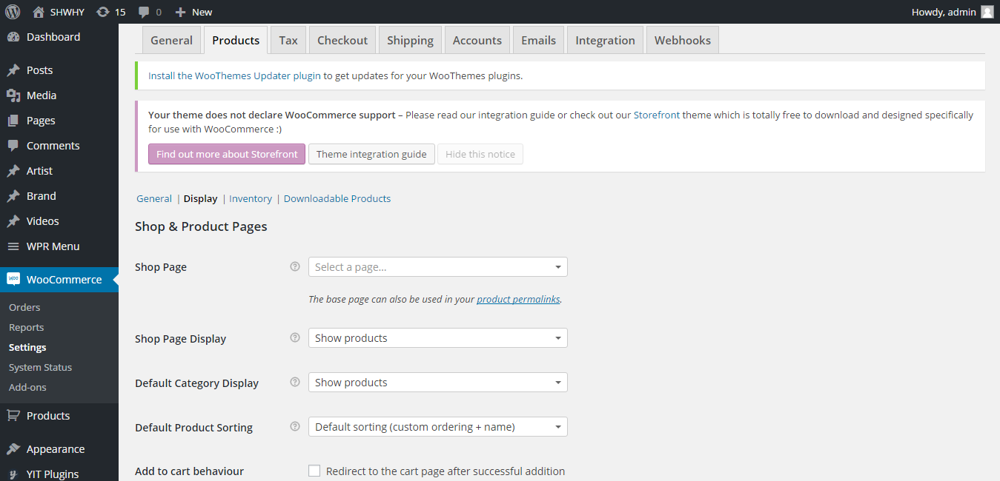 SHWHY 15 0 New Howdy, admin
Dashboard
Posts
Media
Pages
Comments
Artist
Brand
Videos
WPR Menu
WooCommerce
Orders
Reports
Settings
System Status
Add-ons
Products
Appearance
YIT Plugins
General Products Tax Checkout Shipping Accounts Emails Integration Webhooks
Install the WooThemes Updater plugin to get updates for your WooThemes plugins.
Your theme does not declare WooCommerce support – Please read our integration guide or check out our Storefront theme which is totally free to download and designed specifically
for use with WooCommerce :)
Find out more about Storefront Theme integration guide Hide this notice
General | Display | Inventory | Downloadable Products
Shop & Product Pages
Shop Page Select a page...
The base page can also be used in your product permalinks.
Shop Page Display Show products
Default Category Display Show products
Default Product Sorting Default sorting (custom ordering + name)
Add to cart behaviour Redirect to the cart page after successful addition